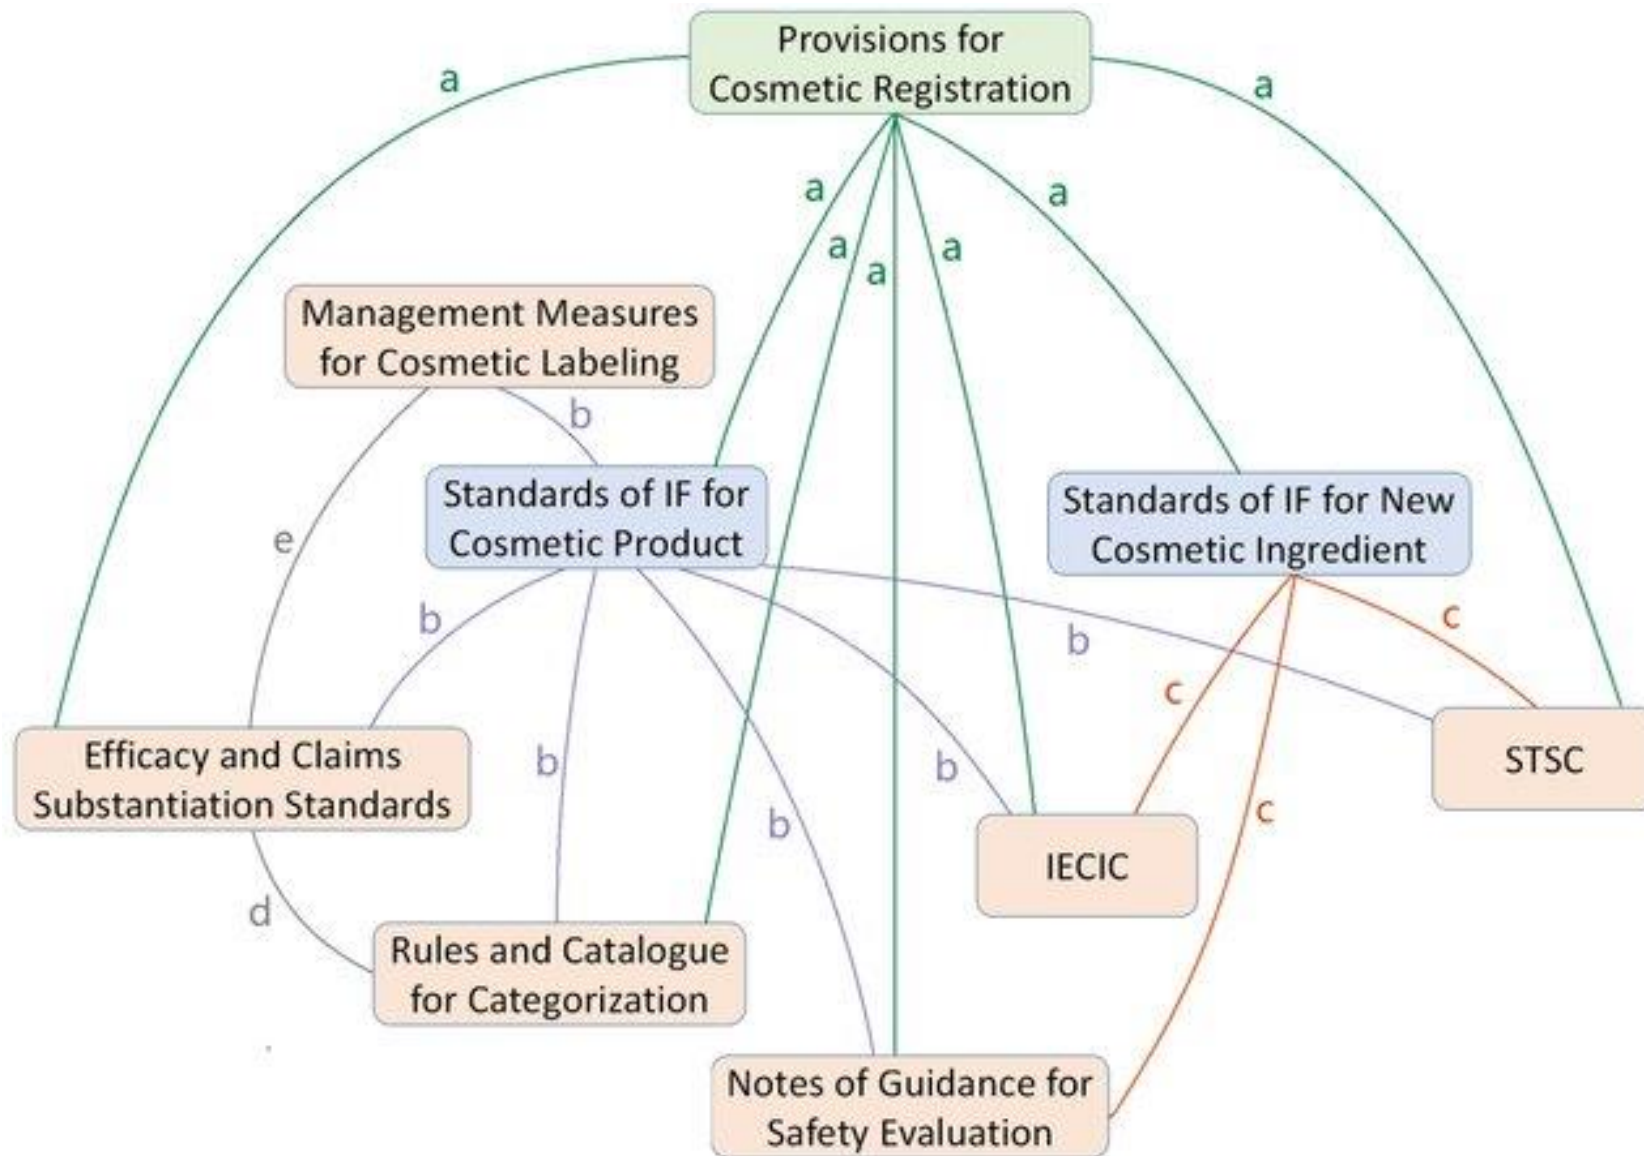 Provisions for
Cosmetic Registration
a
a
a
a
a
a
a
a
Management Measures
for Cosmetic Labeling
b
Standards of IF for
Cosmetic Product
Standards of IF for New
Cosmetic Ingredient
e
b
b
c
c
Efficacy and Claims
Substantiation Standards
b
b
b
c
STSC
IECIC
d
Rules and Catalogue
for Categorization
Notes of Guidance for
Safety Evaluation